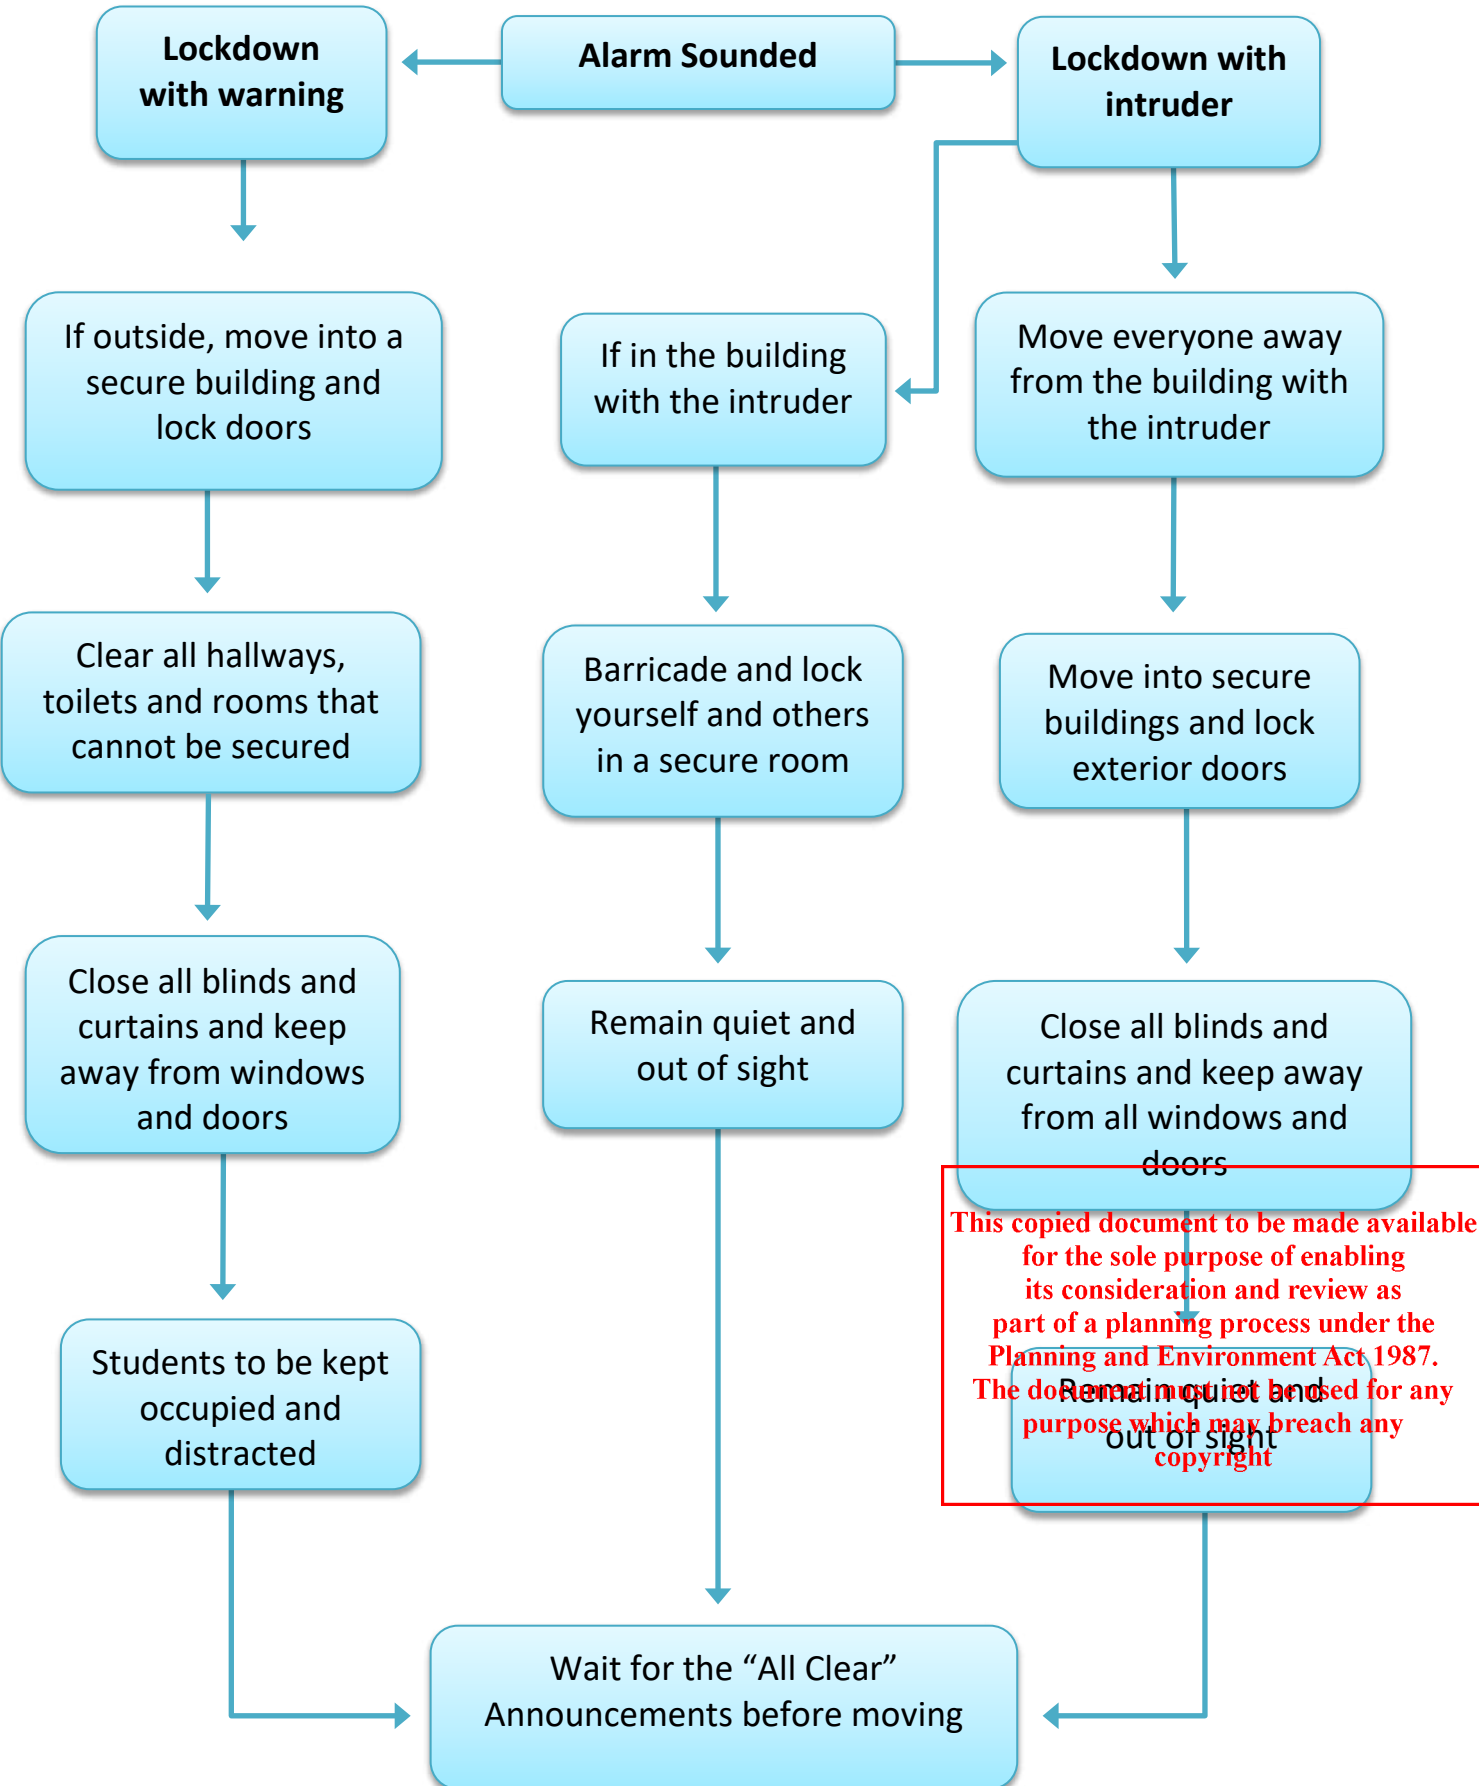 Lockdown
with warning
Alarm Sounded
Lockdown with
intruder
If outside, move into a
secure building and
lock doors
Clear all hallways,
toilets and rooms that
cannot be secured
Close all blinds and
curtains and keep
away from windows
and doors
Students to be kept
occupied and
distracted
If in the building
with the intruder
Barricade and lock
yourself and others
in a secure room
Remain quiet and
out of sight
Move everyone away
from the building with
the intruder
Move into secure
buildings and lock
exterior doors
Close all blinds and
curtains and keep away
from all windows and
doors
Remain quiet and
out of sight
This copied document to be made available
for the sole purpose of enabling
its consideration and review as
part of a planning process under the
Planning and Environment Act 1987.
The document must not be used for any
purpose which may breach any
copyright
Wait for the “All Clear”
Announcements before moving